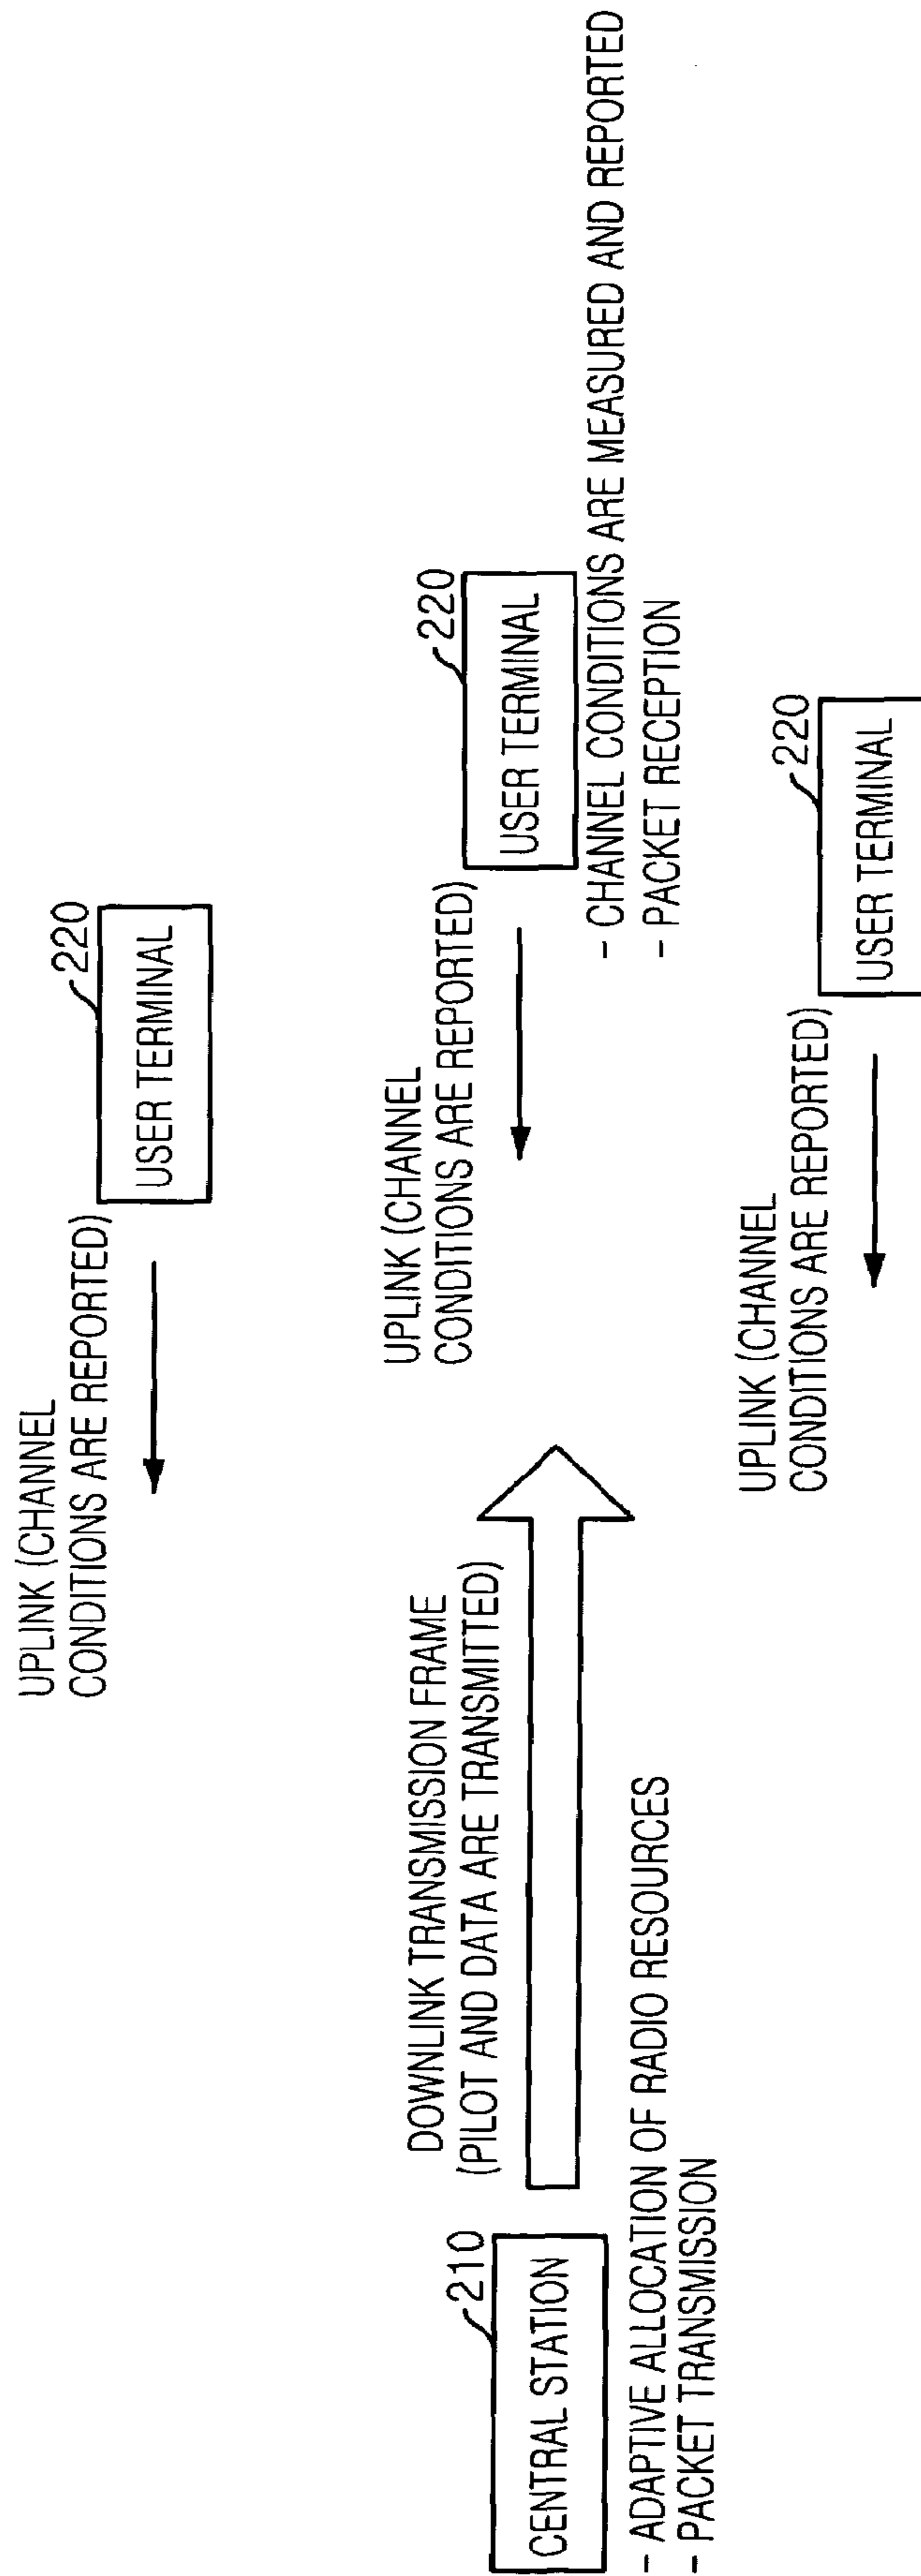 UPLINK (CHANNEL
CONDITIONS ARE REPORTED)
220
USER TERMINAL
DOWNLINK TRANSMISSION FRAME
(PILOT AND DATA ARE TRANSMITTED)
210
CENTRAL STATION
- ADAPTIVE ALLOCATION OF RADIO RESOURCES
- PACKET TRANSMISSION
UPLINK (CHANNEL
CONDITIONS ARE REPORTED)
220
USER TERMINAL
- CHANNEL CONDITIONS ARE MEASURED AND REPORTED
- PACKET RECEPTION
UPLINK (CHANNEL
CONDITIONS ARE REPORTED)
220
USER TERMINAL